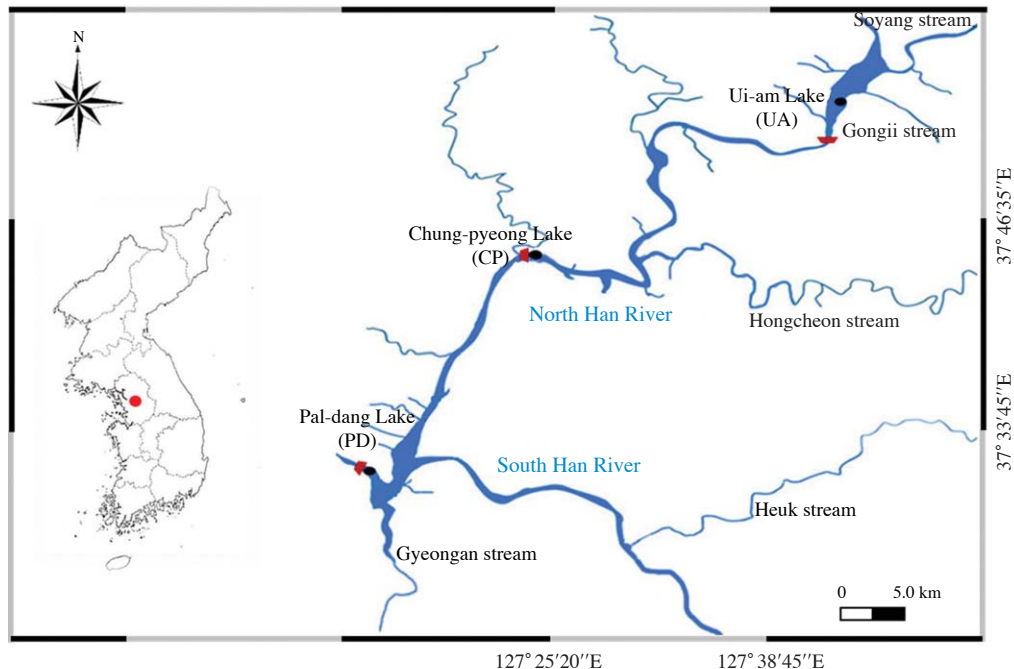 Soyang stream
N
Ui-am Lake
(UA)
Gongii stream
37° 46′35′′E
Chung-pyeong Lake
(CP)
North Han River
Hongcheon stream
Pal-dang Lake
(PD)
37° 33′45′′E
South Han River
Heuk stream
Gyeongan stream
0 5.0 km
127°25′20′′E 127°38′45′′E